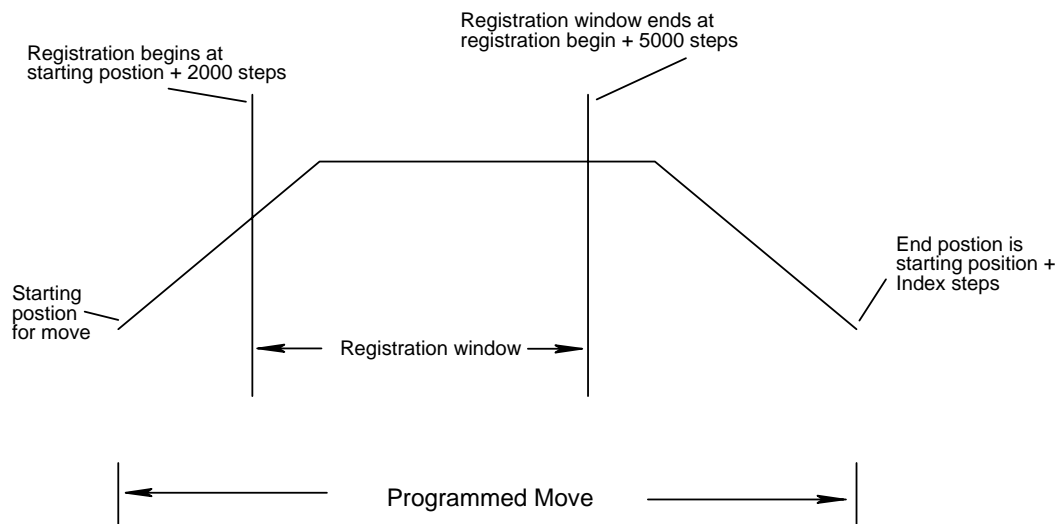 Registration begins at
starting postion + 2000 steps
Registration window ends at
registration begin + 5000 steps
Starting
postion
for move
End postion is
starting position +
Index steps
Registration window
Programmed Move